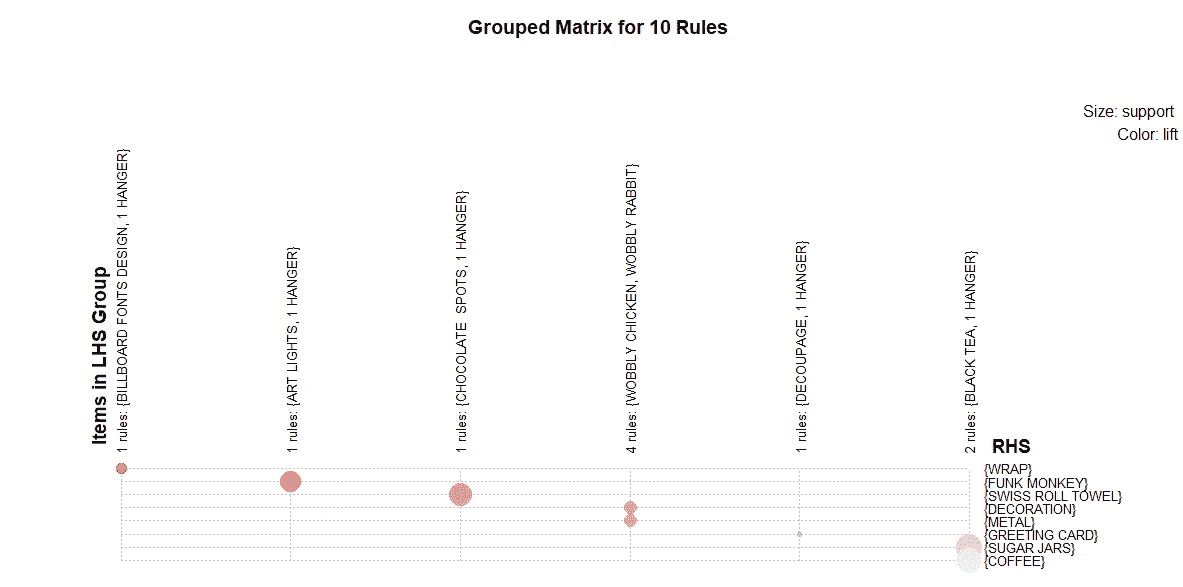 Grouped Matrix for 10 Rules
Size: support
Color: lift
Items in LHS Group
1 rules: {BILLBOARD FONTS DESIGN, 1 HANGER}
1 rules: {ART LIGHTS, 1 HANGER}
1 rules: {CHOCOLATE  SPOTS, 1 HANGER}
4 rules: {WOBBLY CHICKEN, WOBBLY RABBIT}
1 rules: {DECOUPAGE, 1 HANGER}
2 rules: {BLACK TEA, 1 HANGER}
RHS
{WRAP}
{FUNK MONKEY}
{SWISS ROLL TOWEL}
{DECORATION}
{METAL}
{GREETING CARD}
{SUGAR JARS}
{COFFEE}